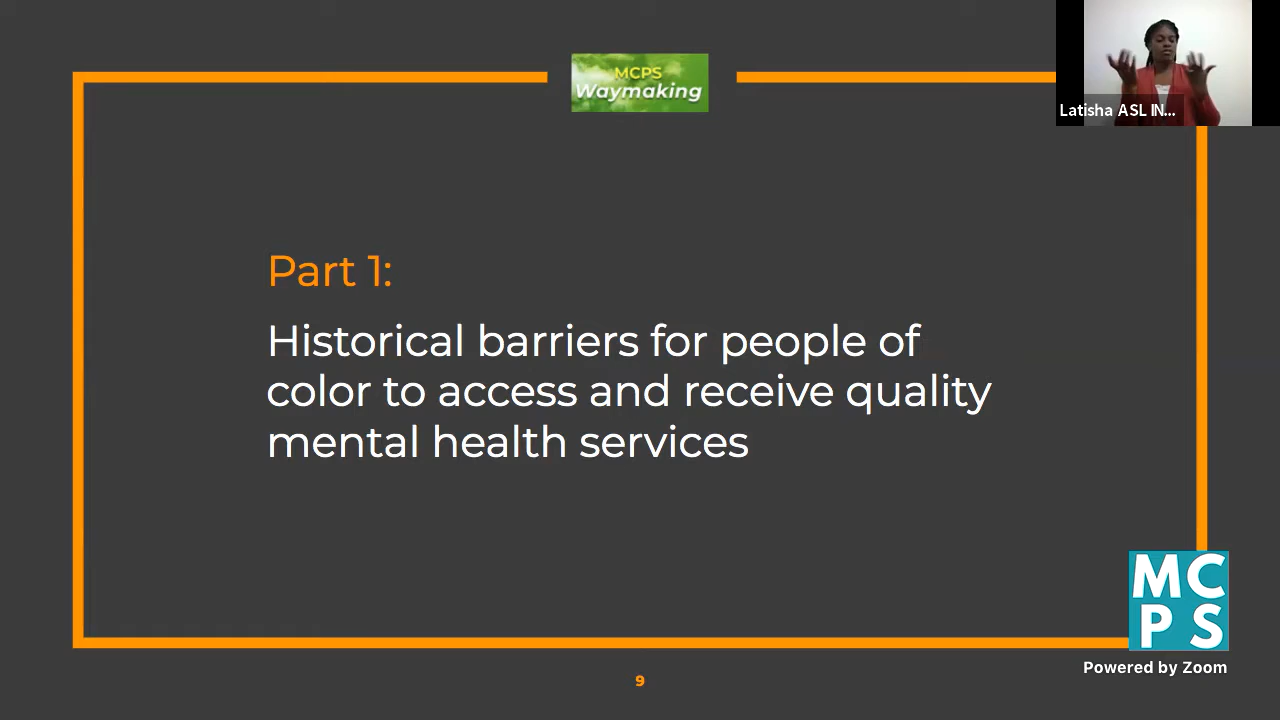 MCPS
Waymaking
Latisha ASL IN...
Part 1:
Historical barriers for people of
color to access and receive quality
mental health services
MC
PS
Powered by Zoom
9